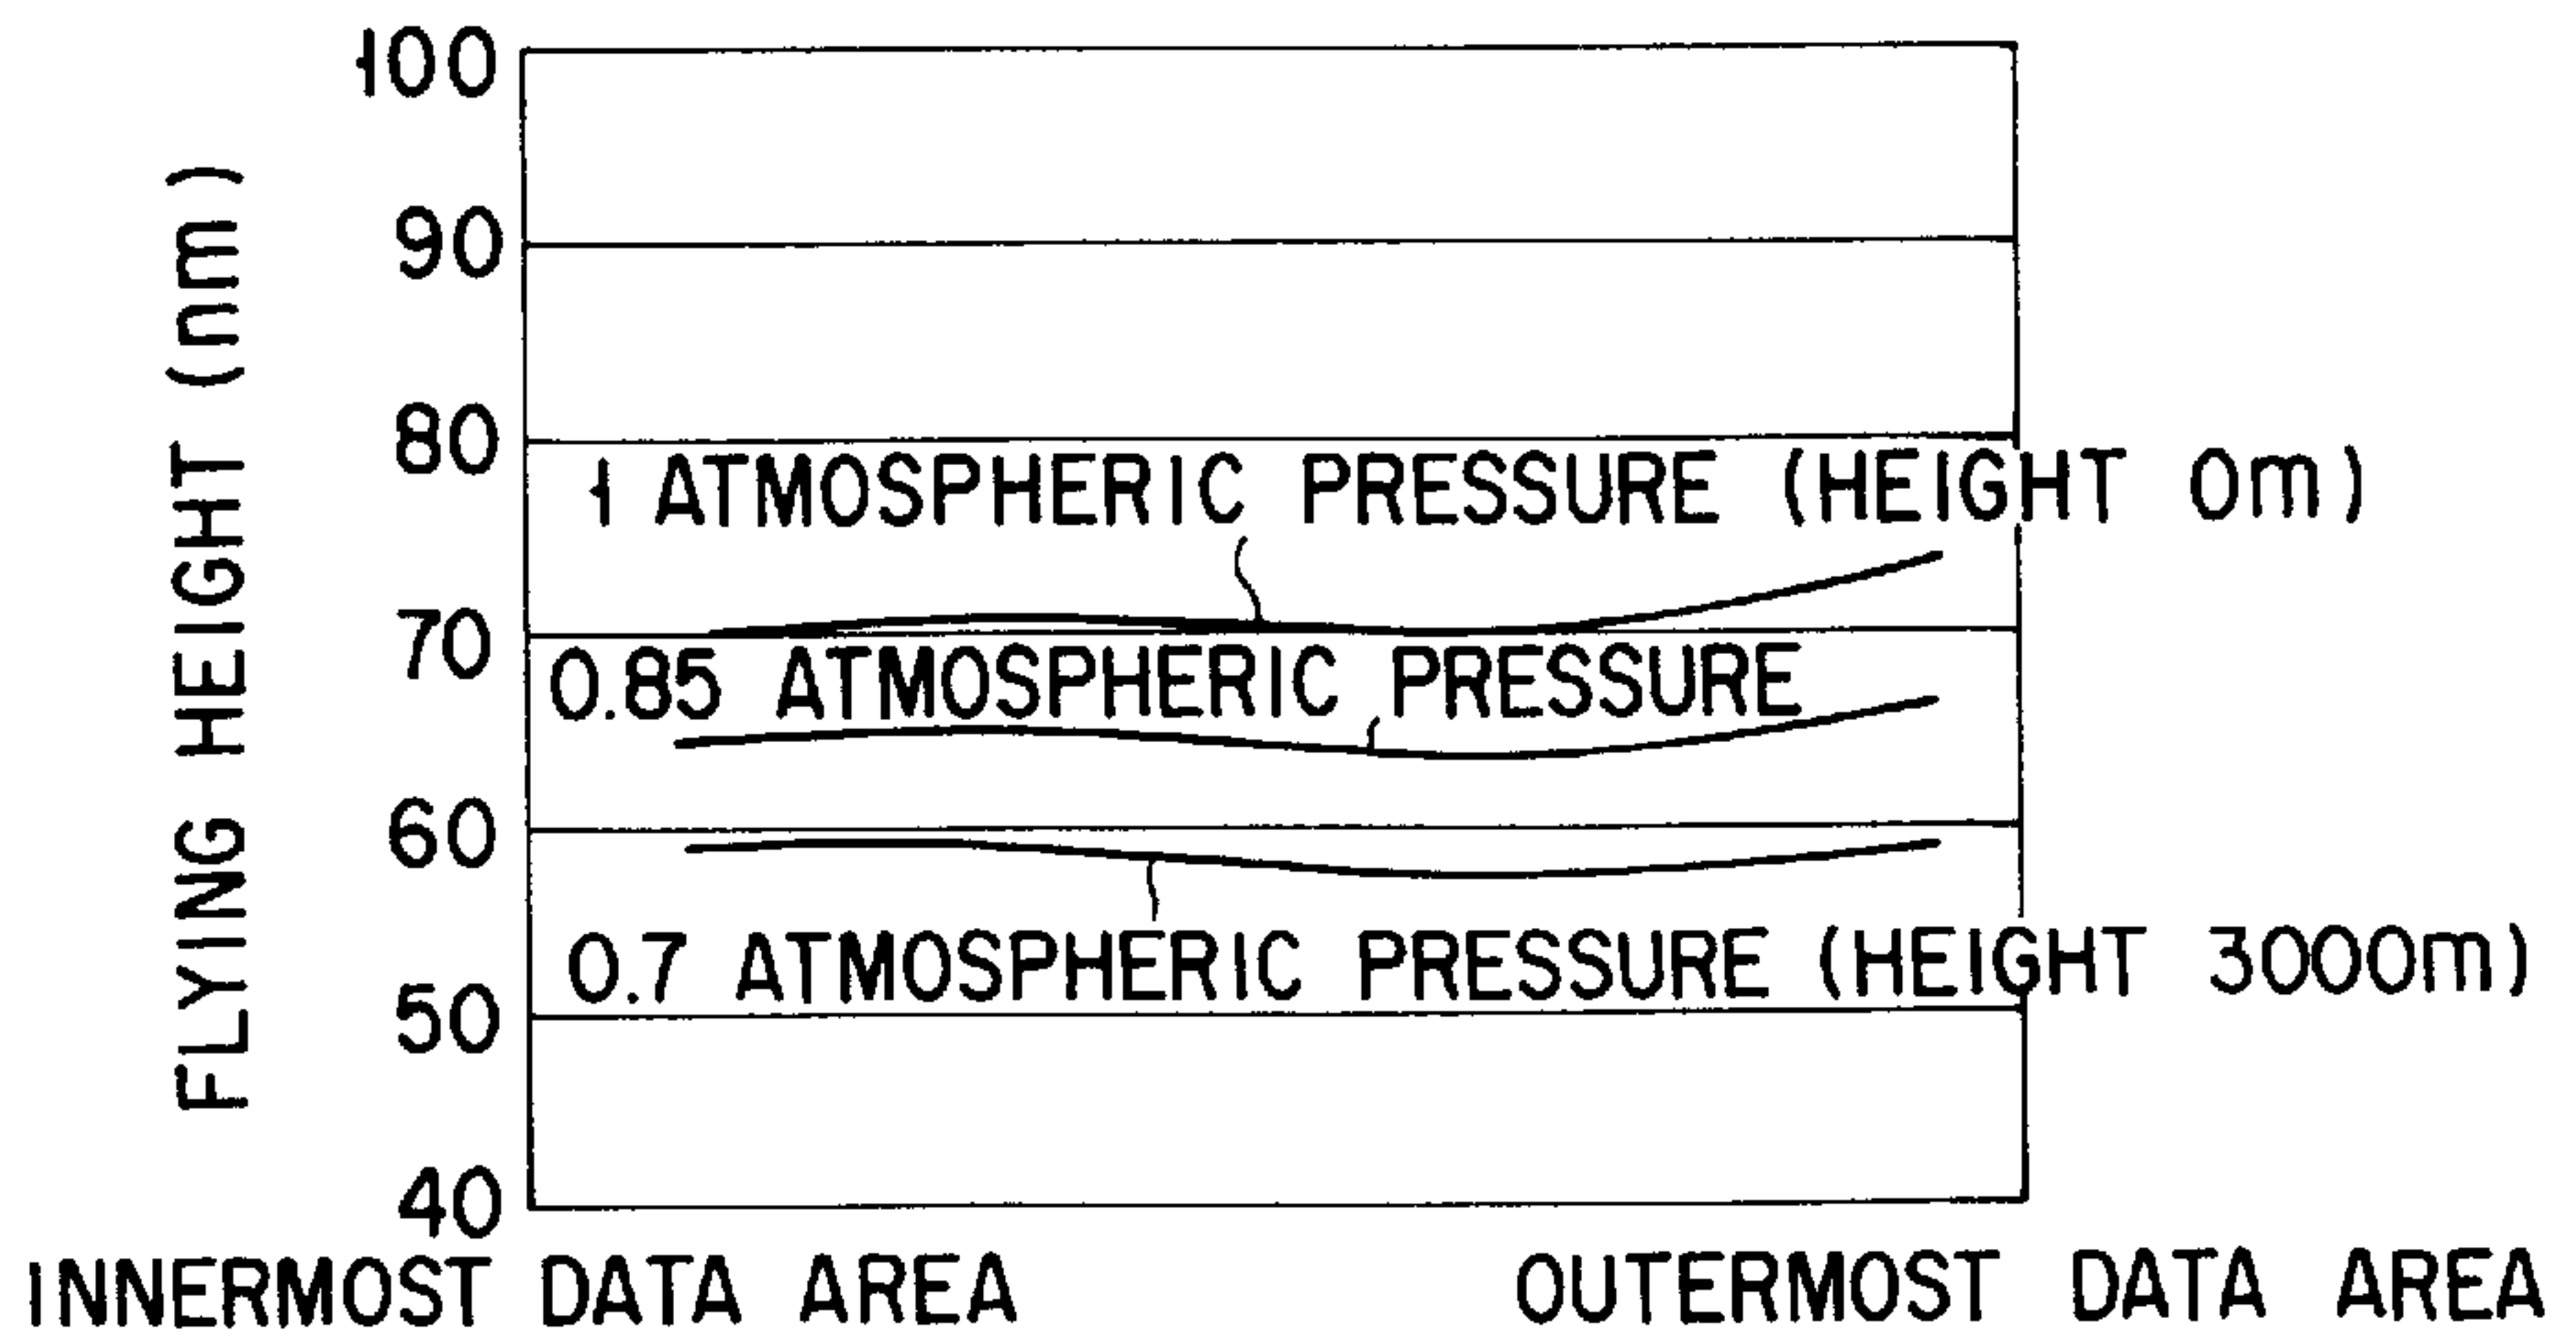 FLYING HEIGHT (nm)
100
90
80
1 ATMOSPHERIC PRESSURE (HEIGHT 0m)
70
0.85 ATMOSPHERIC PRESSURE
60
0.7 ATMOSPHERIC PRESSURE (HEIGHT 3000m)
50
40
INNERMOST DATA AREA
OUTERMOST DATA AREA